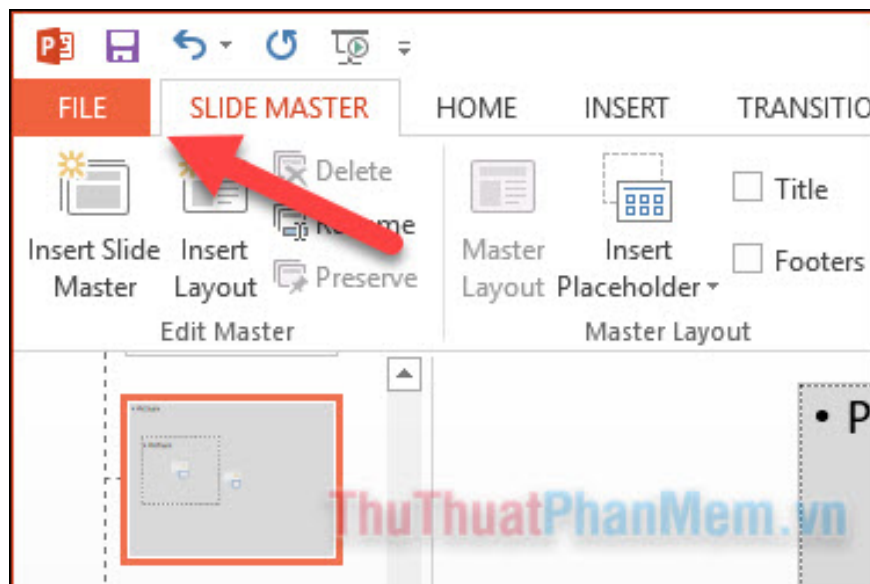 FILE SLIDE MASTER HOME INSERT TRANSITIO
Delete
Title
Insert Slide Insert Master Insert
Master Layout Layout Placeholder
Preserve
Footers
Edit Master Master Layout
• P
ThuThuatPhanMem.vn